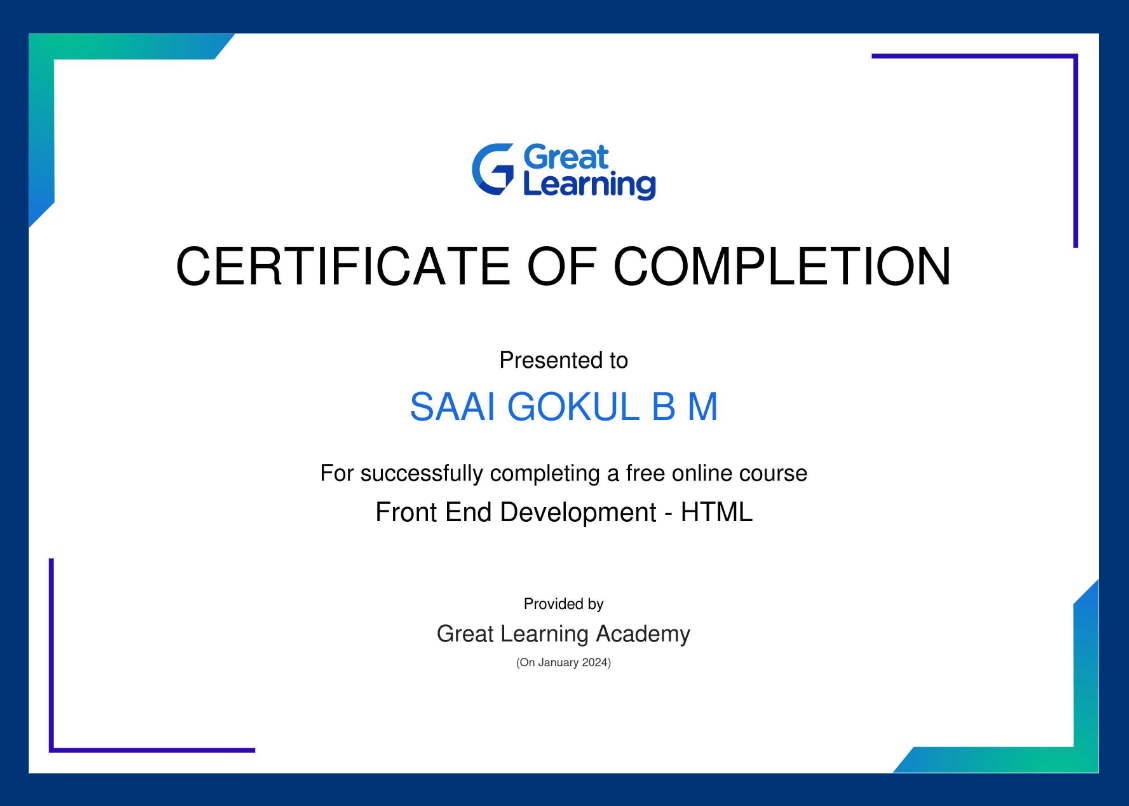 Great
Learning
CERTIFICATE OF COMPLETION
Presented to
SAAI GOKUL B M
For successfully completing a free online course
Front End Development - HTML
Provided by
Great Learning Academy
(On January 2024)